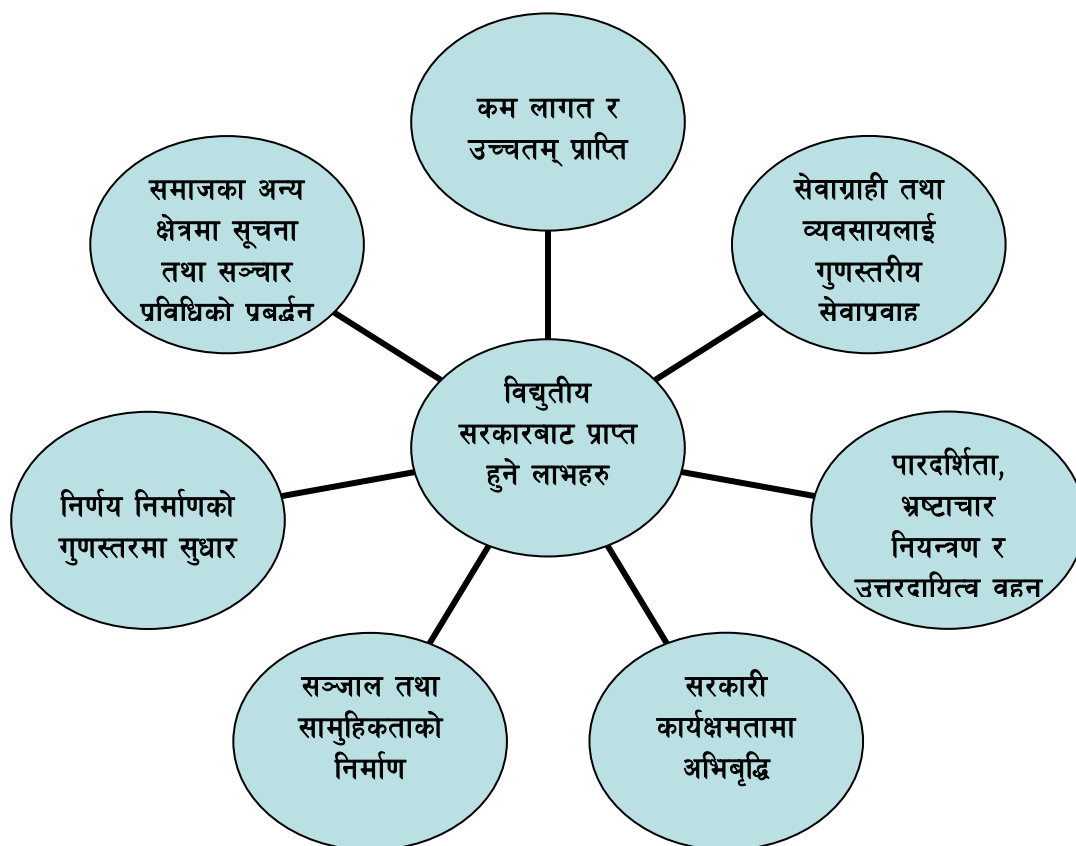 कम लागत र
उच्चतम् प्राप्ति
सेवाग्राही तथा
व्यवसायलाई
गुणस्तरीय
सेवाप्रवाह
पारदर्शिता,
भ्रष्टाचार
नियन्त्रण र
उत्तरदायित्व वहन
सरकारी
कार्यक्षमतामा
अभिबृद्धि
सञ्जाल तथा
सामुहिकताको
निर्माण
निर्णय निर्माणको
गुणस्तरमा सुधार
समाजका अन्य
क्षेत्रमा सूचना
तथा सञ्चार
प्रविधिको प्रबर्द्धन
विद्युतीय
सरकारबाट प्राप्त
हुने लाभहरु